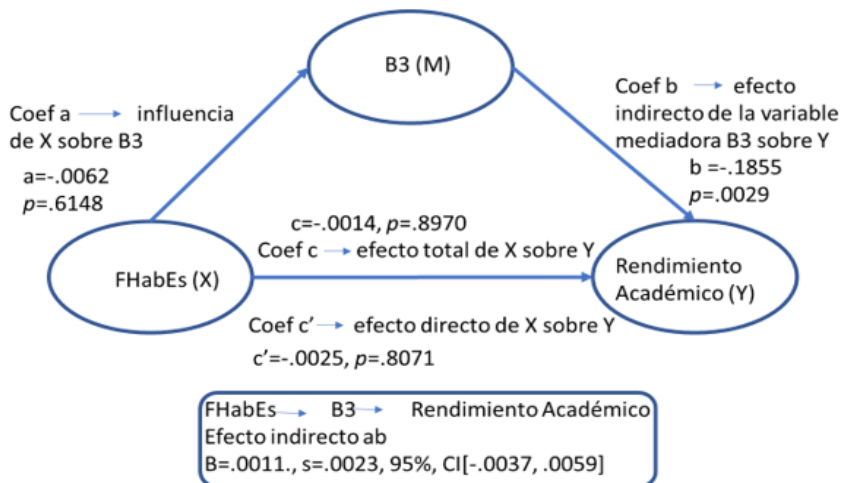 B3 (M)
Coef a → influencia
de X sobre B3
a=-.0062
p=.6148
Coef b → efecto
indirecto de la variable
mediadora B3 sobre Y
b =-.1855
p=.0029
c=-.0014, p=.8970
Coef c → efecto total de X sobre Y
FHabEs (X)
Rendimiento
Académico (Y)
Coef c’ → efecto directo de X sobre Y
c’=-.0025, p=.8071
FHabEs → B3 → Rendimiento Académico
Efecto indirecto ab
B=.0011., s=.0023, 95%, CI[-.0037, .0059]